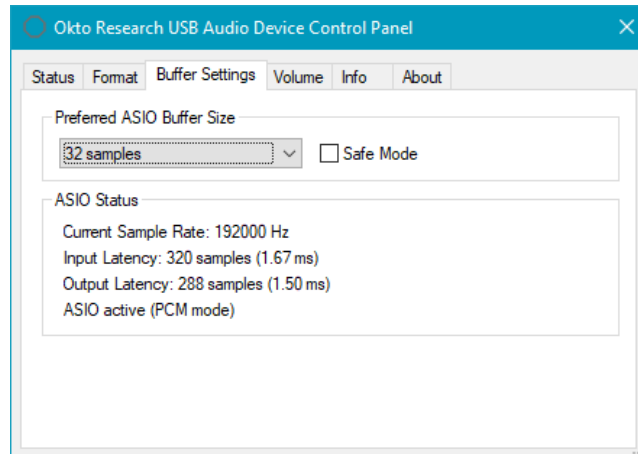 Okto Research USB Audio Device Control Panel
Status Format Buffer Settings Volume Info About
Preferred ASIO Buffer Size
32 samples Safe Mode
ASIO Status
Current Sample Rate: 192000 Hz
Input Latency: 320 samples (1.67 ms)
Output Latency: 288 samples (1.50 ms)
ASIO active (PCM mode)